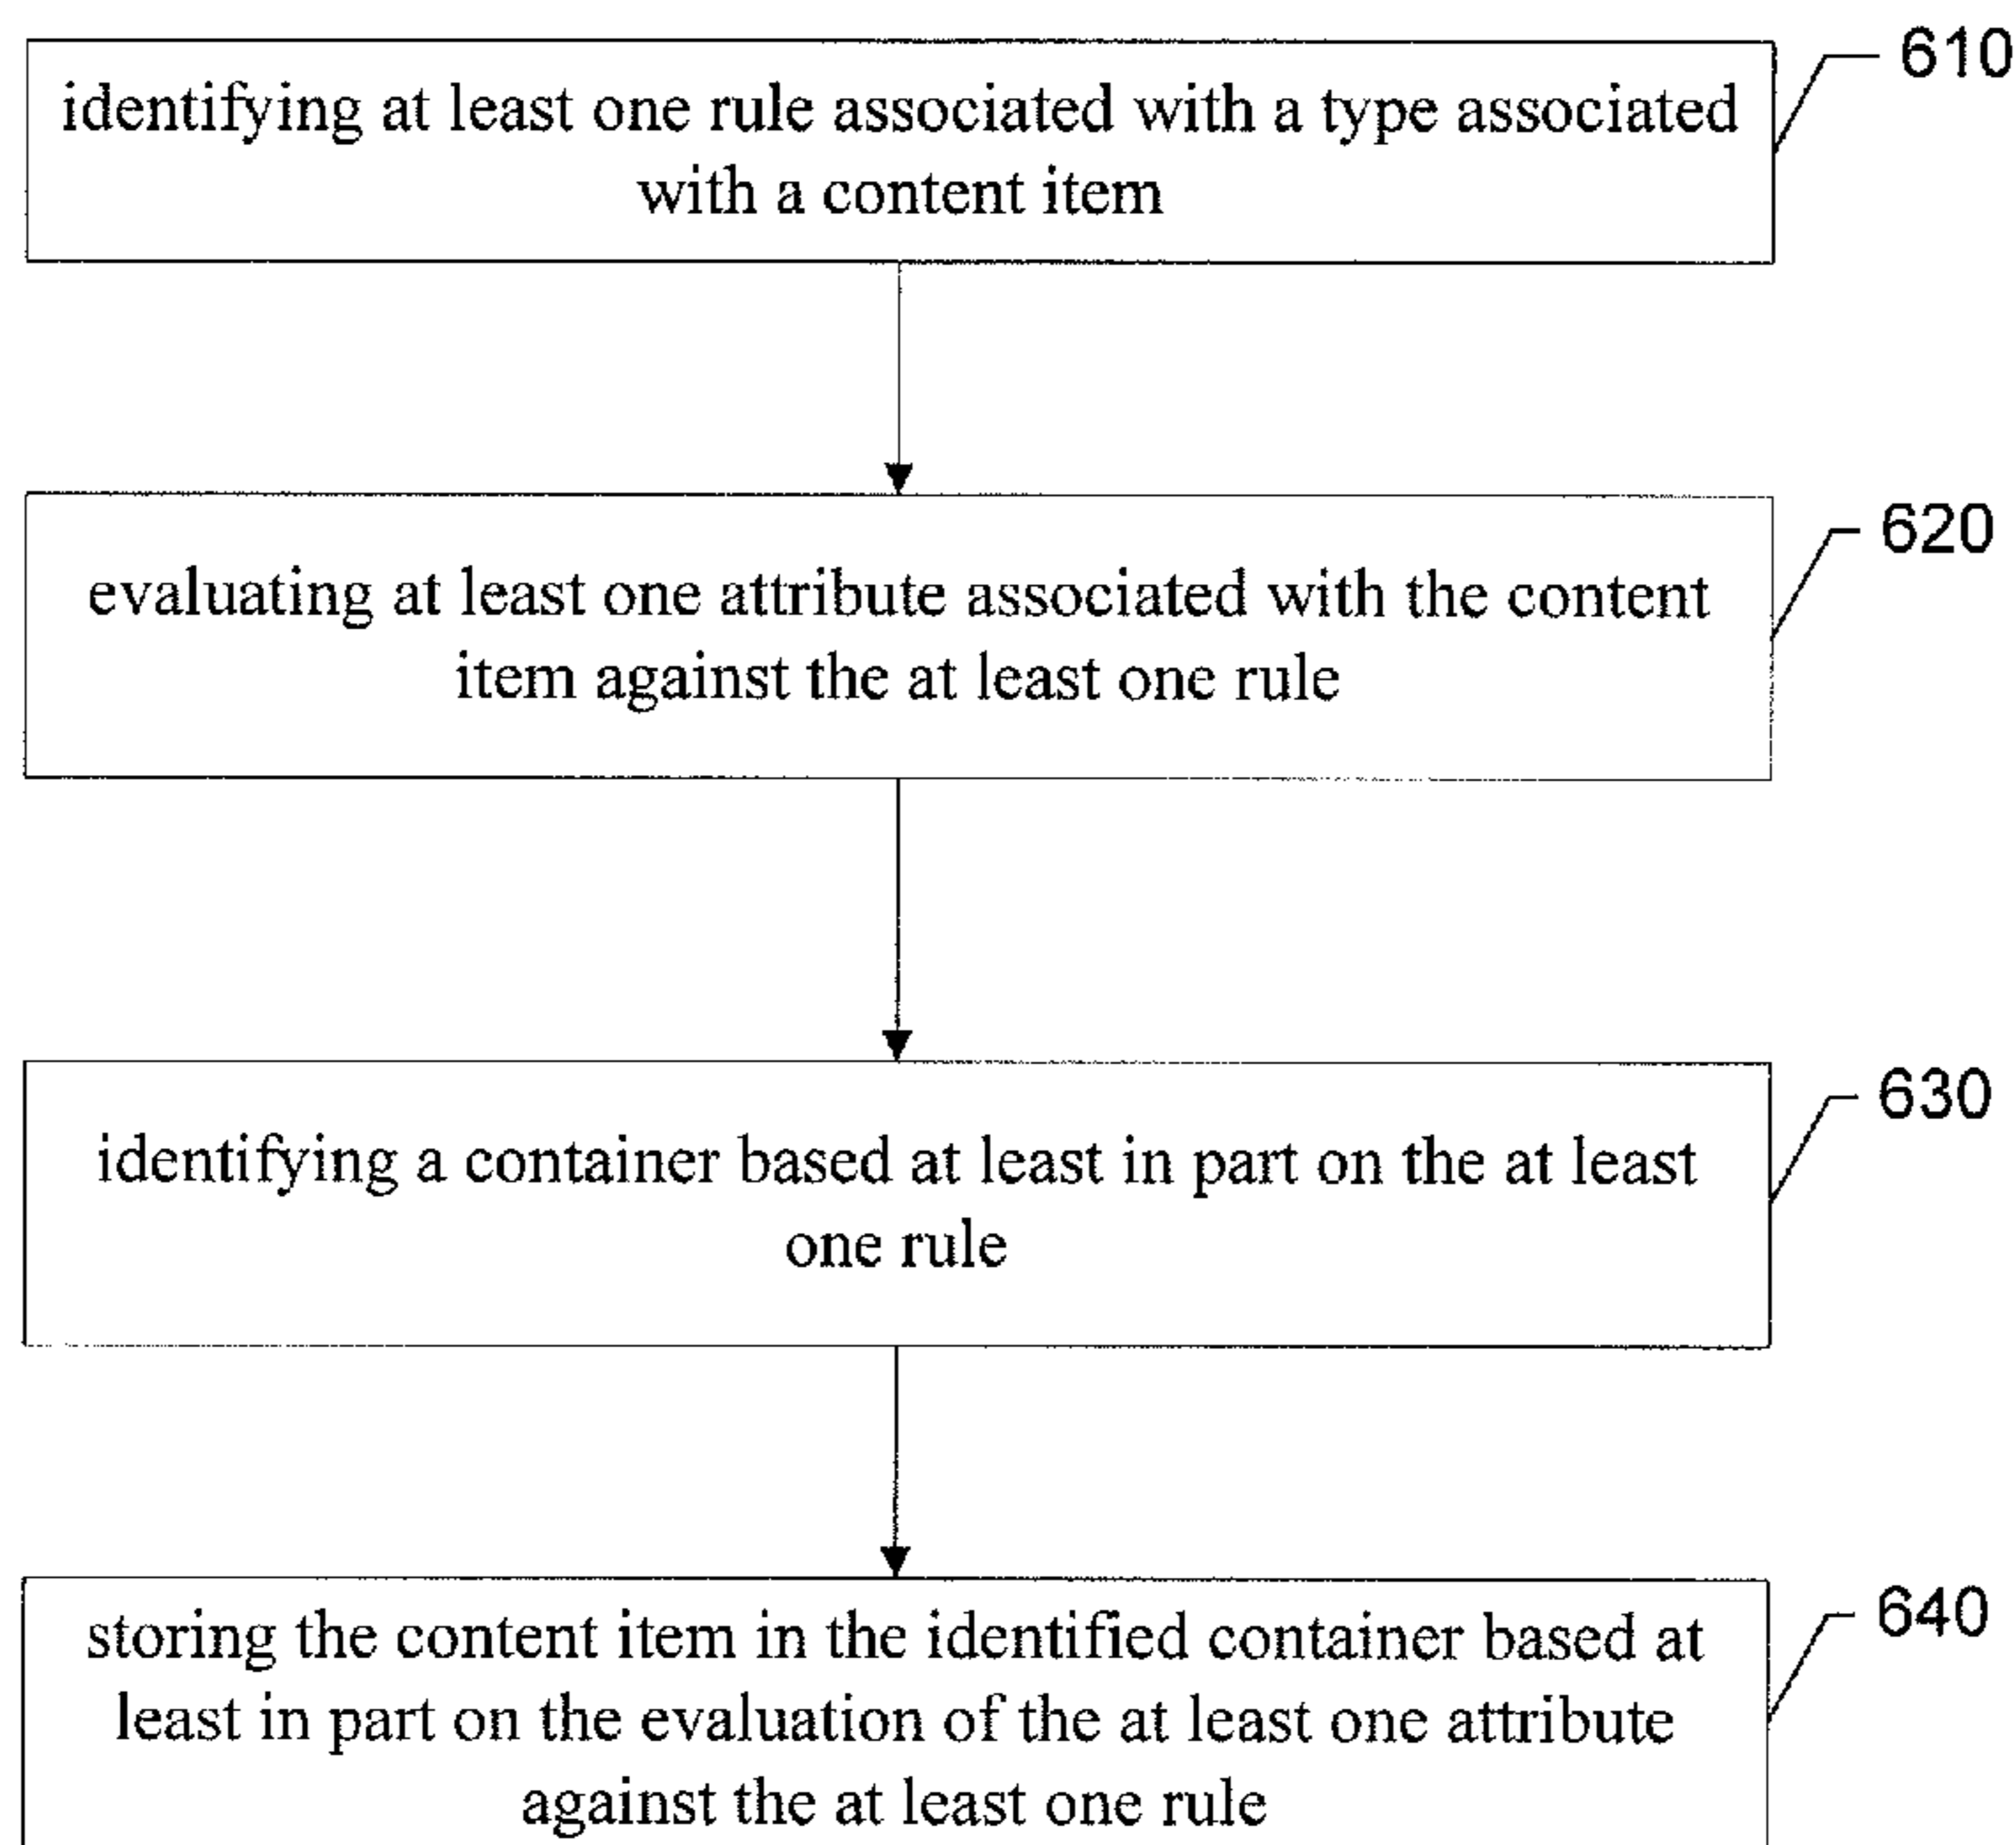 610
identifying at least one rule associated with a type associated
with a content item
620
evaluating at least one attribute associated with the content
item against the at least one rule
630
identifying a container based at least in part on the at least
one rule
640
storing the content item in the identified container based at
least in part on the evaluation of the at least one attribute
against the at least one rule